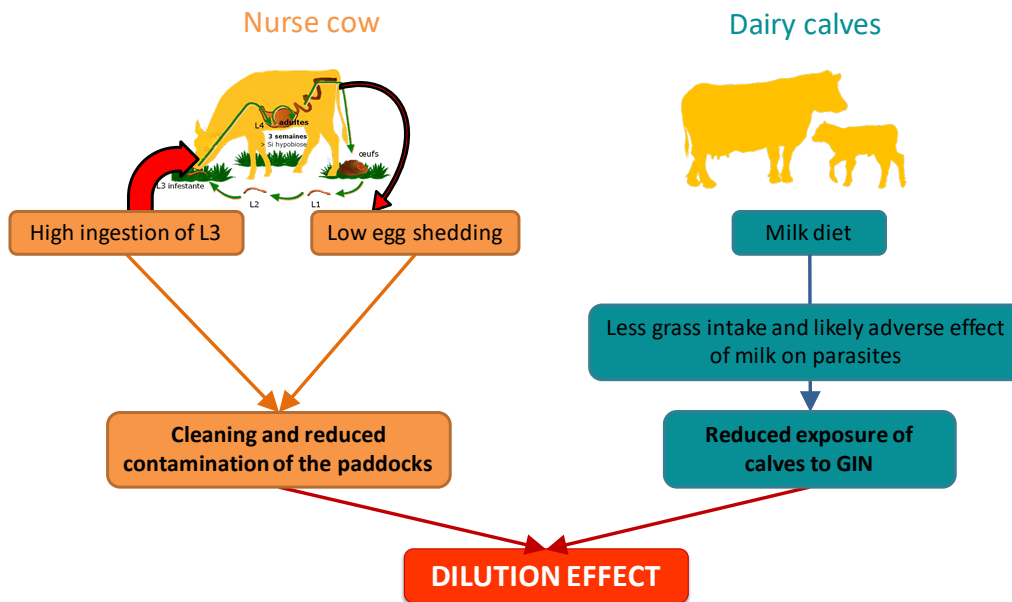 Nurse cow
Dairy calves
L4
adultes
3 semaines
> Si hypobiose
œufs
L3 infestante
L2
L1
High ingestion of L3
Low egg shedding
Milk diet
Less grass intake and likely adverse effect
of milk on parasites
Cleaning and reduced
contamination of the paddocks
Reduced exposure of
calves to GIN
DILUTION EFFECT